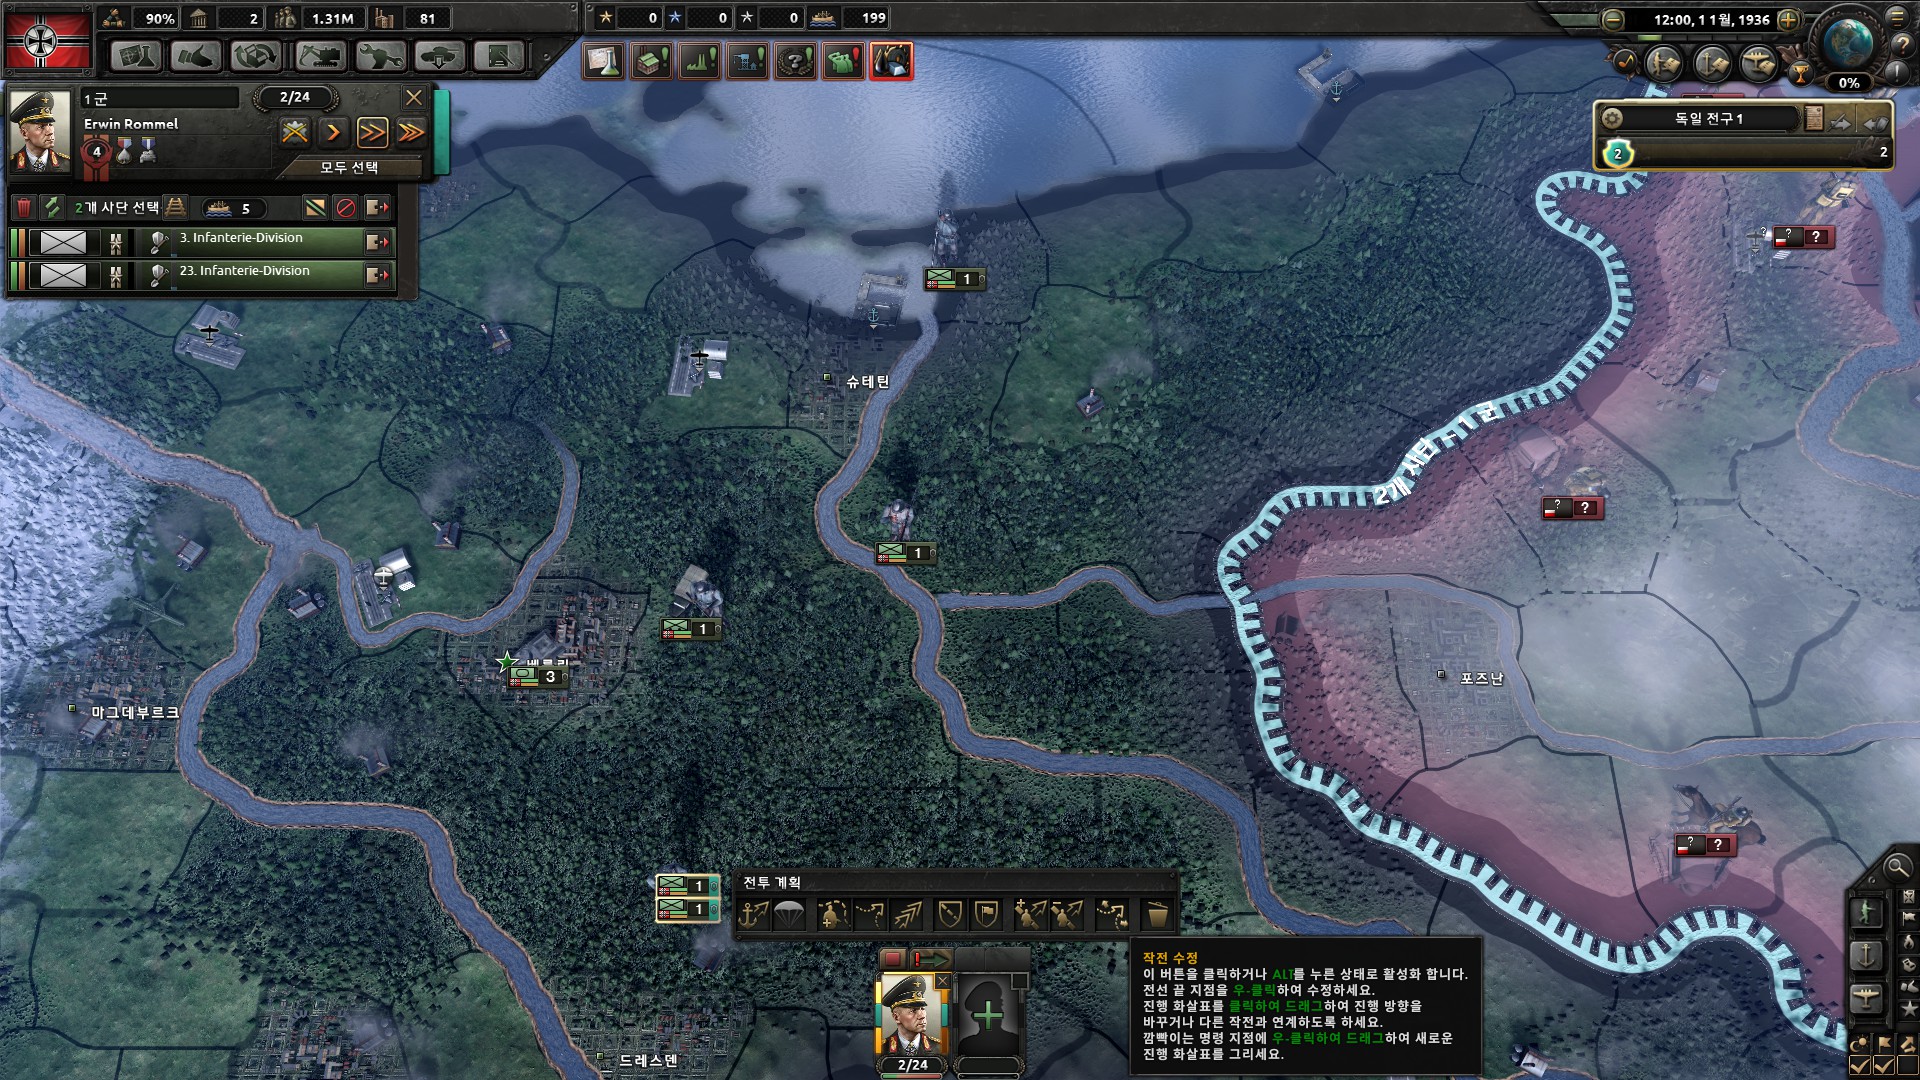 90%
2
1.31M
81
0
0
0
199
12:00, 1 1월, 1936
0%
1 군
2/24
Erwin Rommel
4
모두 선택
2개 사단 선택
5
3. Infanterie-Division
23. Infanterie-Division
독일 전구 1
2
2
?
?
1
슈테틴
2개 사단 - 1 군
?
?
1
1
포즈난
3
마그데부르크
?
?
1
1
전투 계획
작전 수정
이 버튼을 클릭하거나 ALT를 누른 상태로 활성화 합니다.
전선 끝 지점을 우-클릭하여 수정하세요.
진행 화살표를 클릭하여 드래그하여 진행 방향을
바꾸거나 다른 작전과 연계하도록 하세요.
깜빡이는 명령 지점에 우-클릭하여 드래그하여 새로운
진행 화살표를 그리세요.
드레스덴
2/24